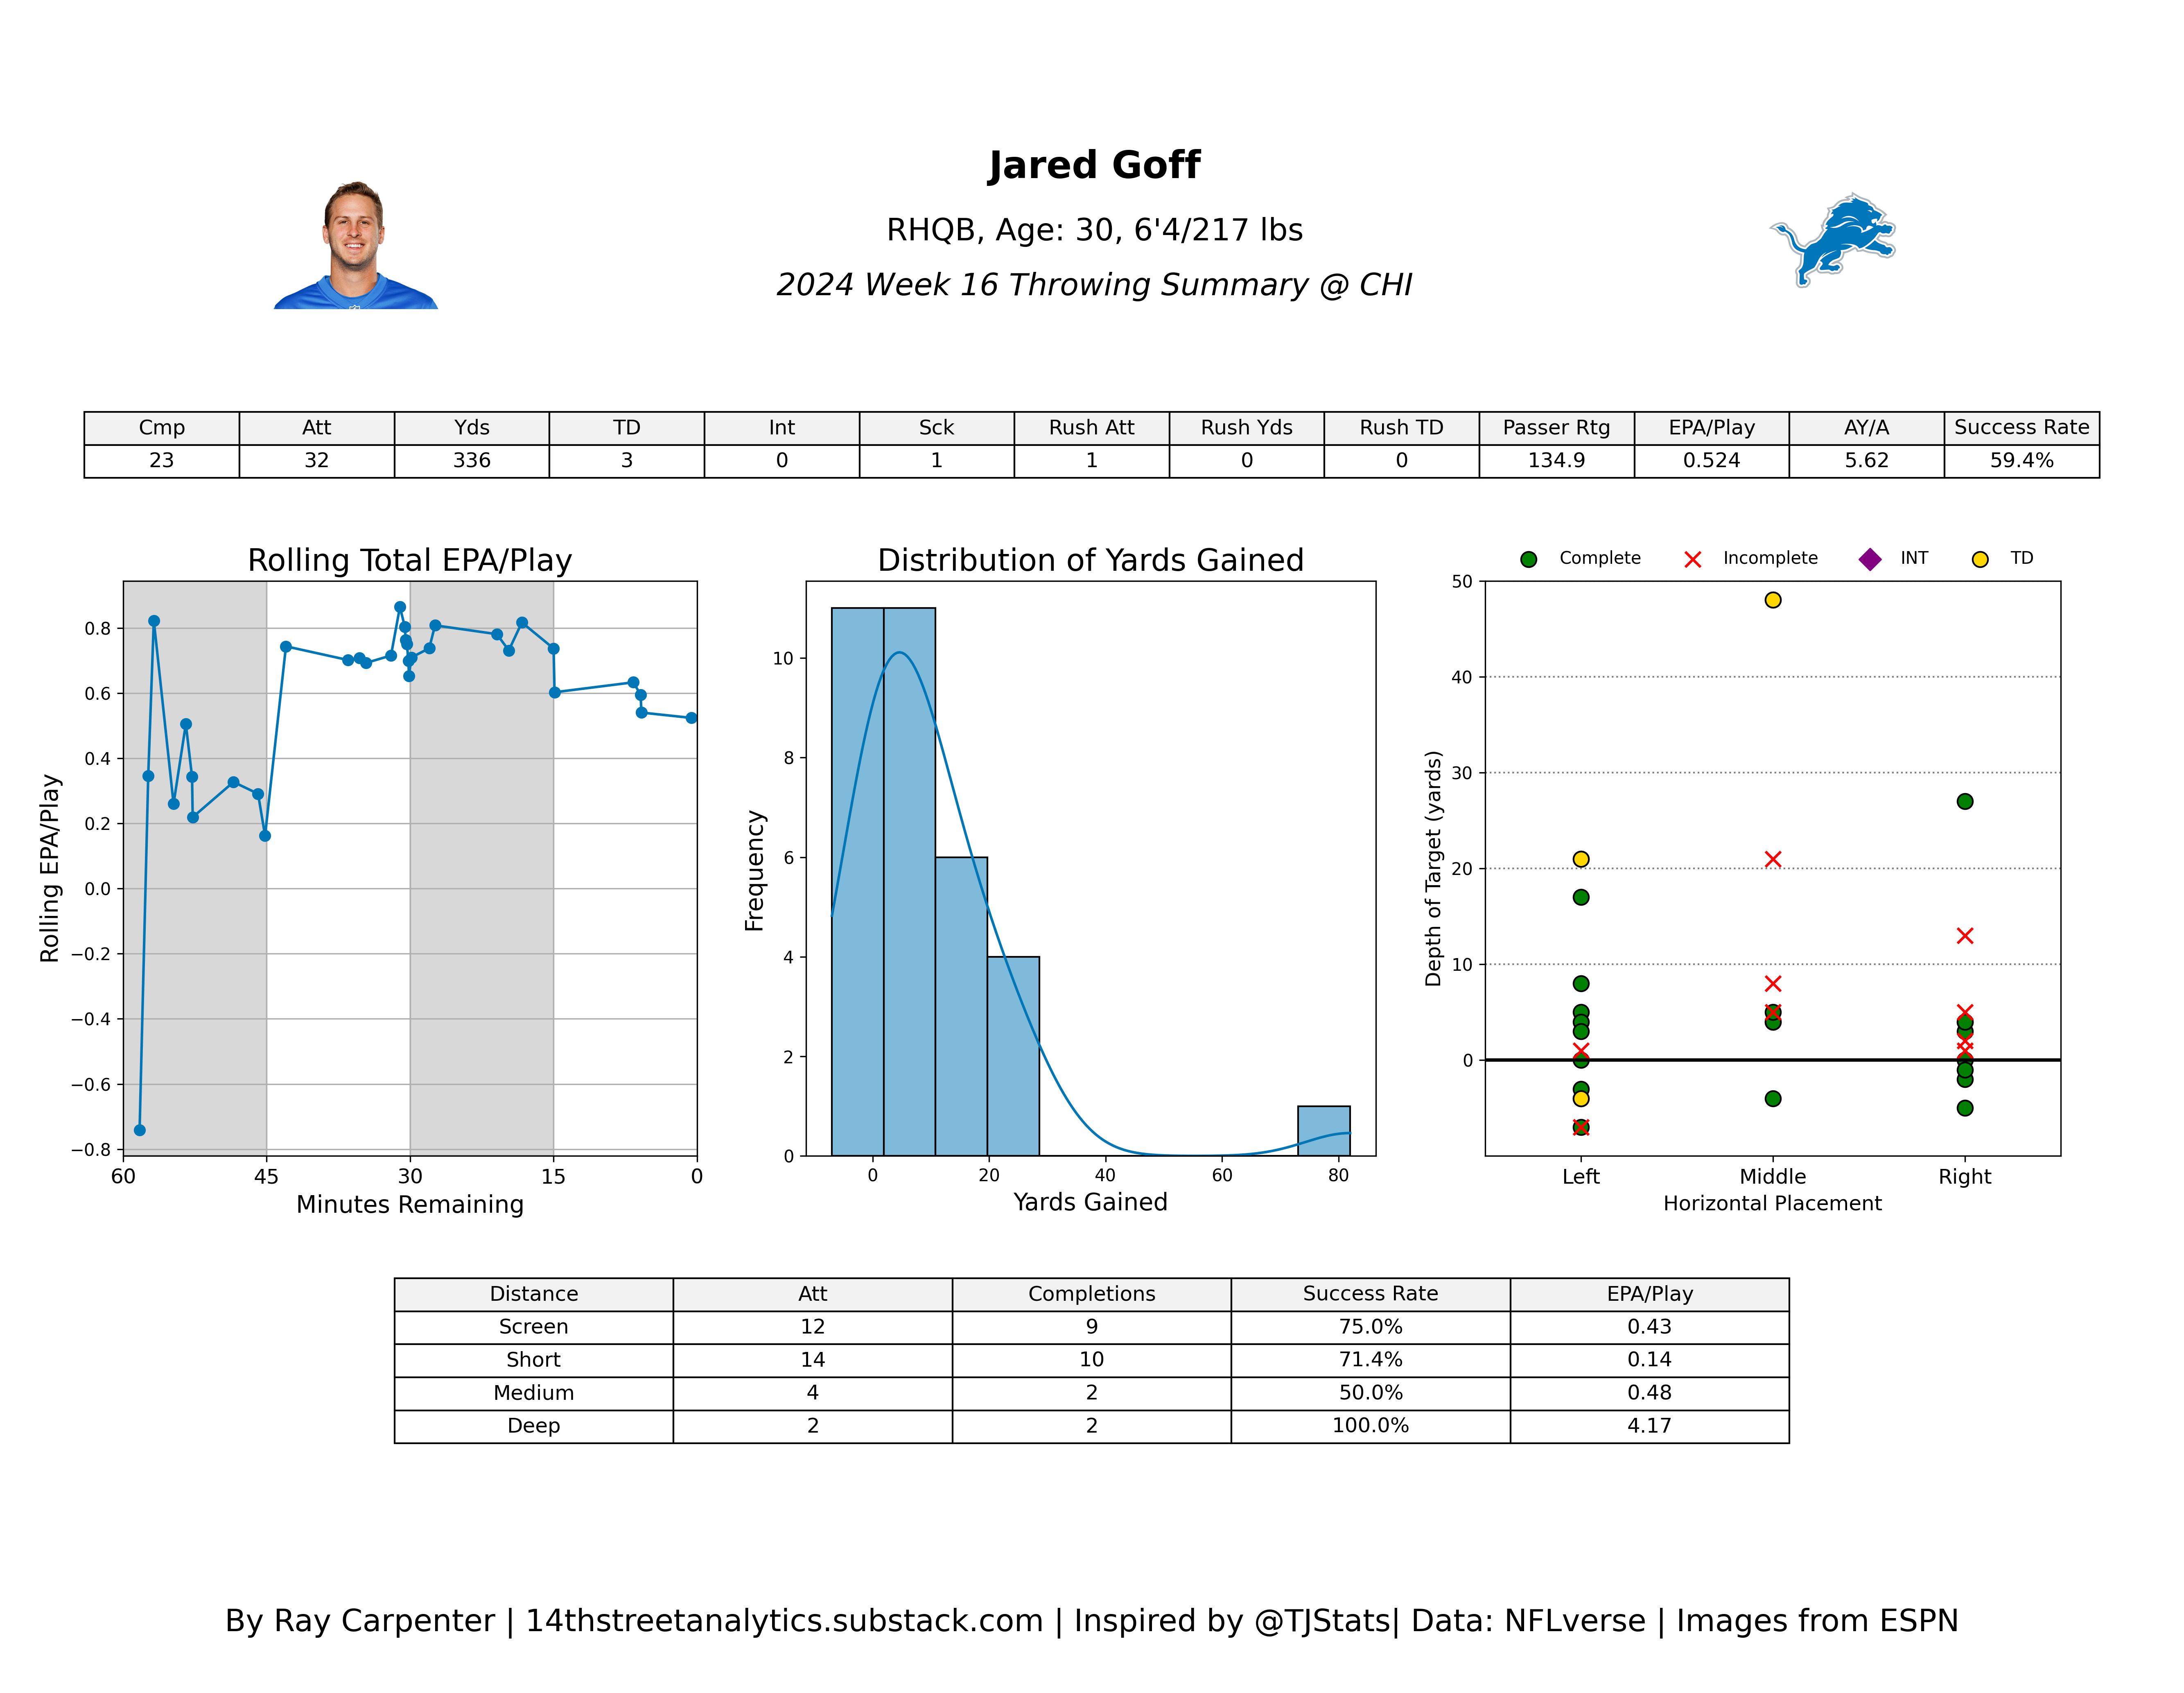 Jared Goff
RHQB, Age: 30, 6'4/217 lbs
2024 Week 16 Throwing Summary @ CHI
Cmp Att Yds TD Int Sck Rush Att Rush Yds Rush TD Passer Rtg EPA/Play AY/A Success Rate
23 32 336 3 0 1 1 0 0 134.9 0.524 5.62 59.4%
Rolling Total EPA/Play
Rolling EPA/Play
0.8
0.6
0.4
0.2
0.0
−0.2
−0.4
−0.6
−0.8
60 45 30 15 0
Minutes Remaining
Distribution of Yards Gained
Frequency
10
8
6
4
2
0
0 20 40 60 80
Yards Gained
Complete Incomplete INT TD
Depth of Target (yards)
50
40
30
20
10
0
Left Middle Right
Horizontal Placement
Distance Att Completions Success Rate EPA/Play
Screen 12 9 75.0% 0.43
Short 14 10 71.4% 0.14
Medium 4 2 50.0% 0.48
Deep 2 2 100.0% 4.17
By Ray Carpenter | 14thstreetanalytics.substack.com | Inspired by @TJStats| Data: NFLverse | Images from ESPN